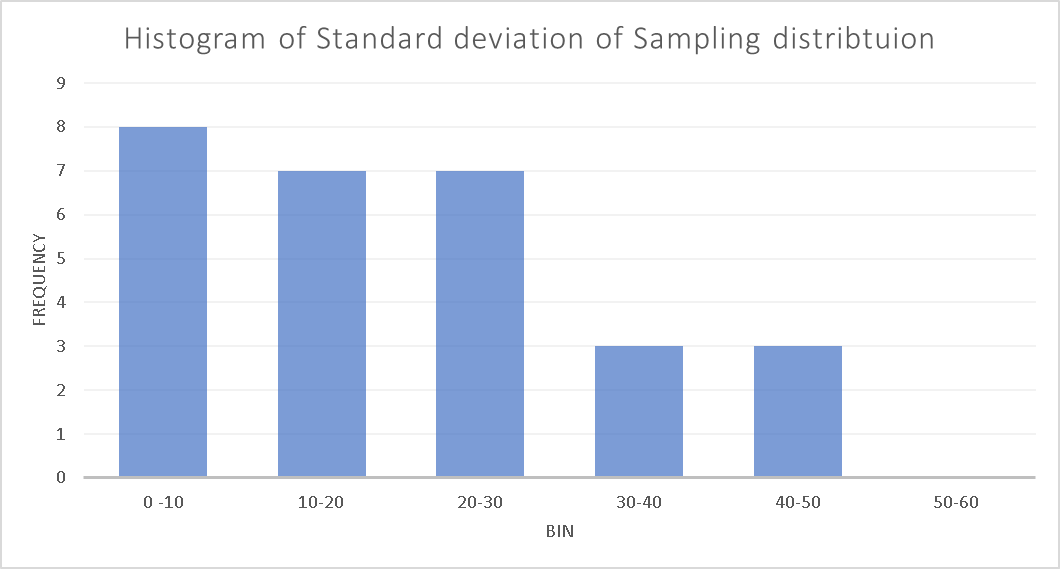 Histogram of Standard deviation of Sampling distribtuion
9
8
7
6
5
4
3
2
1
0
FREQUENCY
0 -10 10-20 20-30 30-40 40-50 50-60
BIN